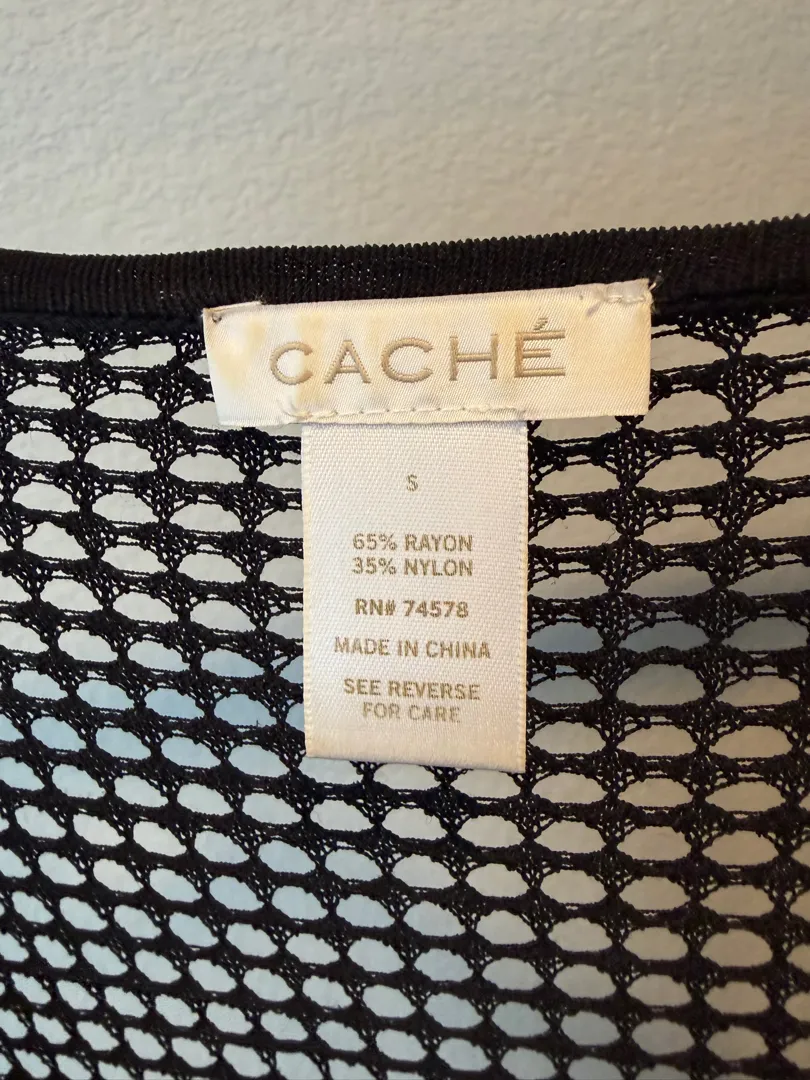 CACHÉ
S
65% RAYON
35% NYLON
RN# 74578
MADE IN CHINA
SEE REVERSE
FOR CARE